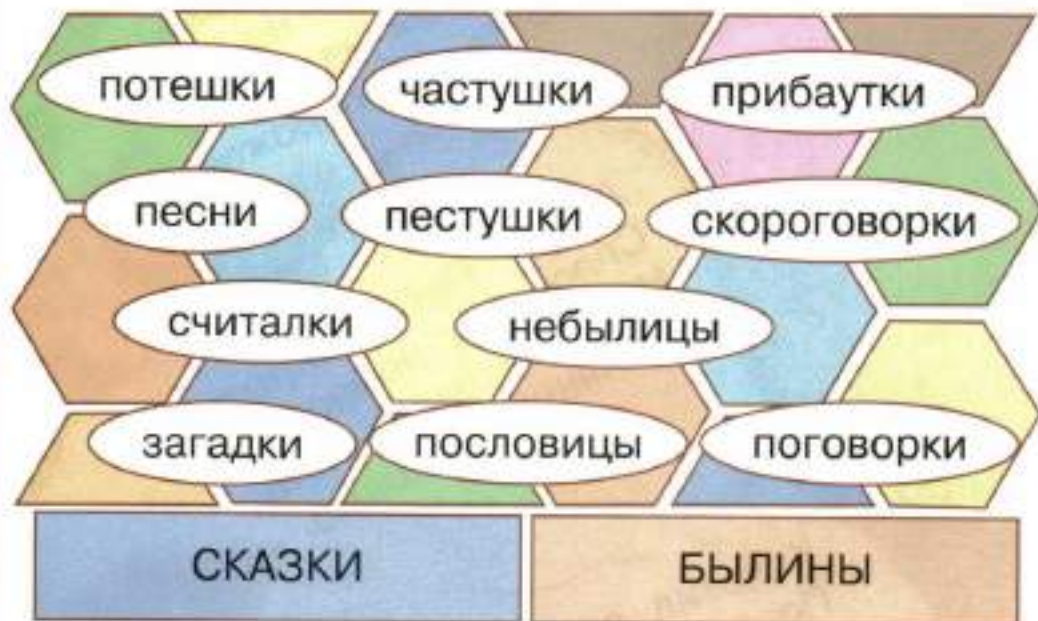 потешки частушки прибаутки
песни пестушки скороговорки
считалки небылицы
загадки пословицы поговорки
СКАЗКИ БЫЛИНЫ